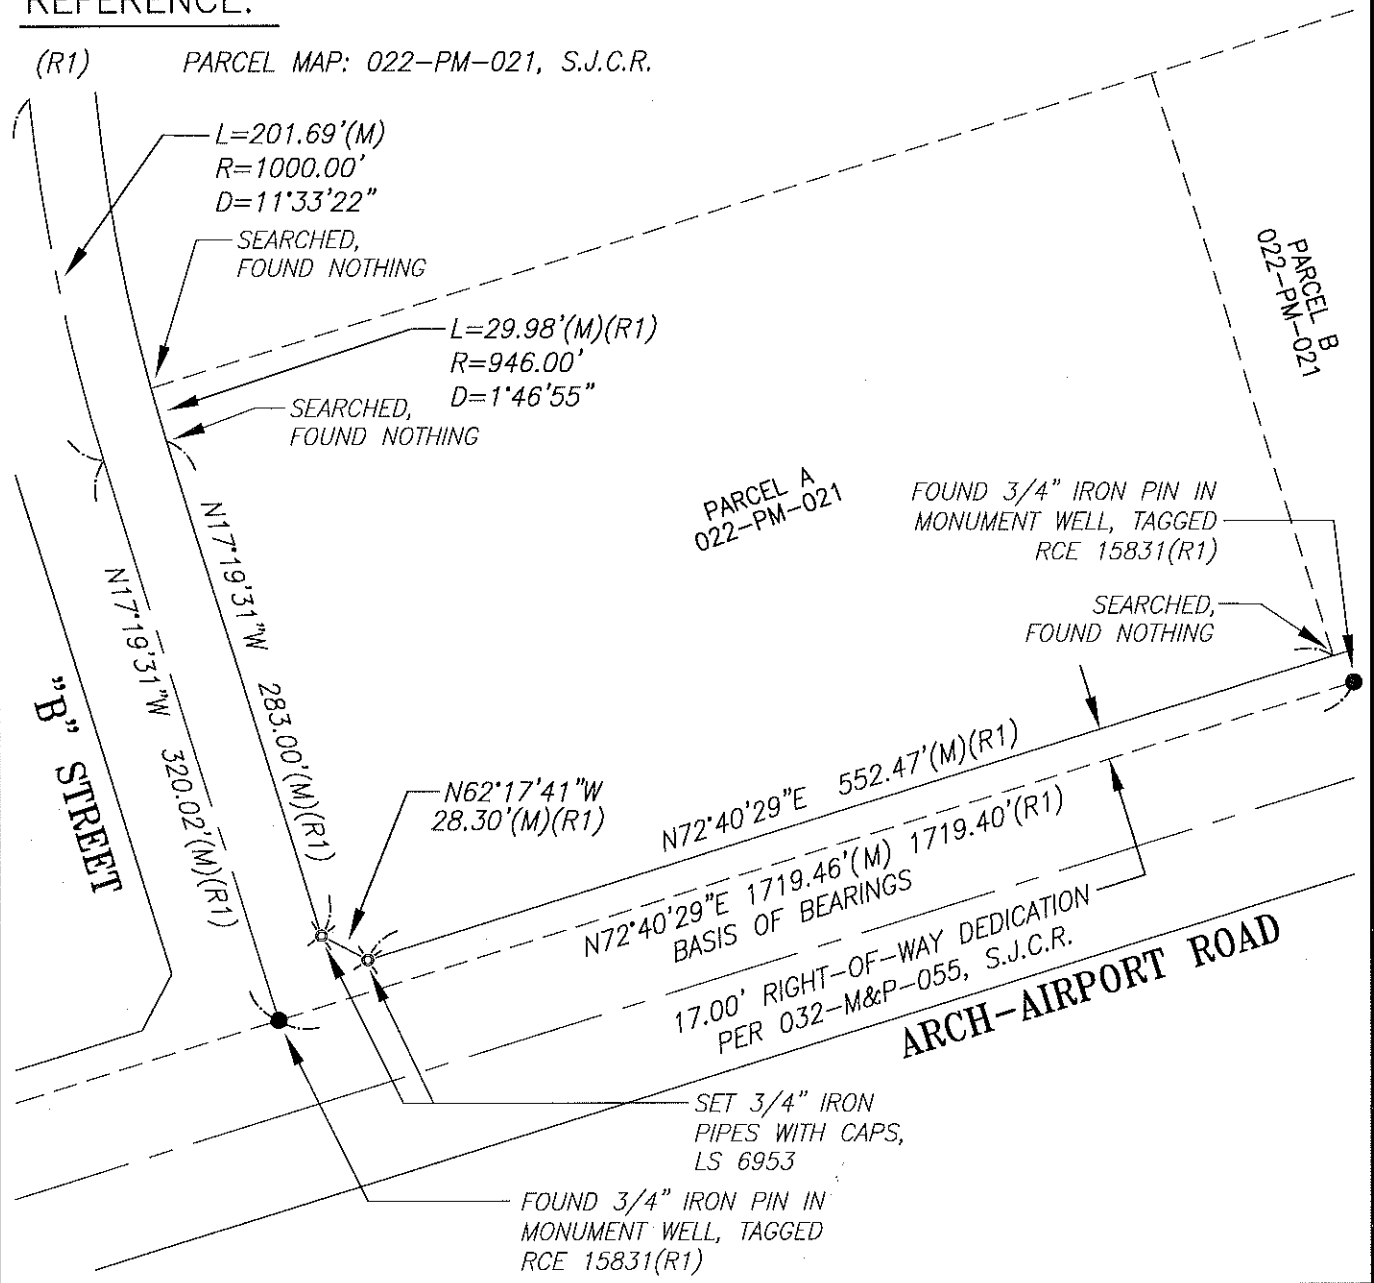 REFERENCE:
(R1) PARCEL MAP: 022-PM-021, S.J.C.R.
L=201.69'(M)
R=1000.00'
D=11°33'22"
SEARCHED,
FOUND NOTHING
L=29.98'(M)(R1)
R=946.00'
D=1°46'55"
SEARCHED,
FOUND NOTHING
PARCEL B
022-PM-021
PARCEL A
022-PM-021
FOUND 3/4" IRON PIN IN
MONUMENT WELL, TAGGED
RCE 15831(R1)
SEARCHED,
FOUND NOTHING
N17°19'31"W 283.00'(M)(R1)
N17°19'31"W 320.02'(M)(R1)
"B" STREET
N62°17'41"W
28.30'(M)(R1)
N72°40'29"E 552.47'(M)(R1)
N72°40'29"E 1719.46'(M) 1719.40'(R1)
BASIS OF BEARINGS
17.00' RIGHT-OF-WAY DEDICATION
PER 032-M&P-055, S.J.C.R.
ARCH-AIRPORT ROAD
SET 3/4" IRON
PIPES WITH CAPS,
LS 6953
FOUND 3/4" IRON PIN IN
MONUMENT WELL, TAGGED
RCE 15831(R1)